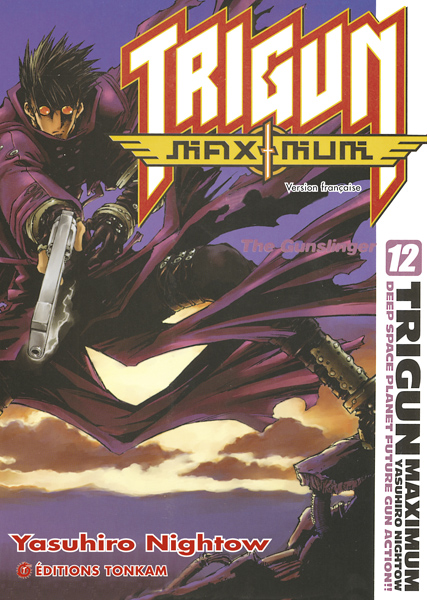 TRIGUN
MAXIMUM
Version française
The Gunslinger
12
TRIGUN MAXIMUM
YASUHIRO NIGHTOW
DEEP SPACE PLANET FUTURE GUN ACTION!!
Yasuhiro Nightow
ÉDITIONS TONKAM